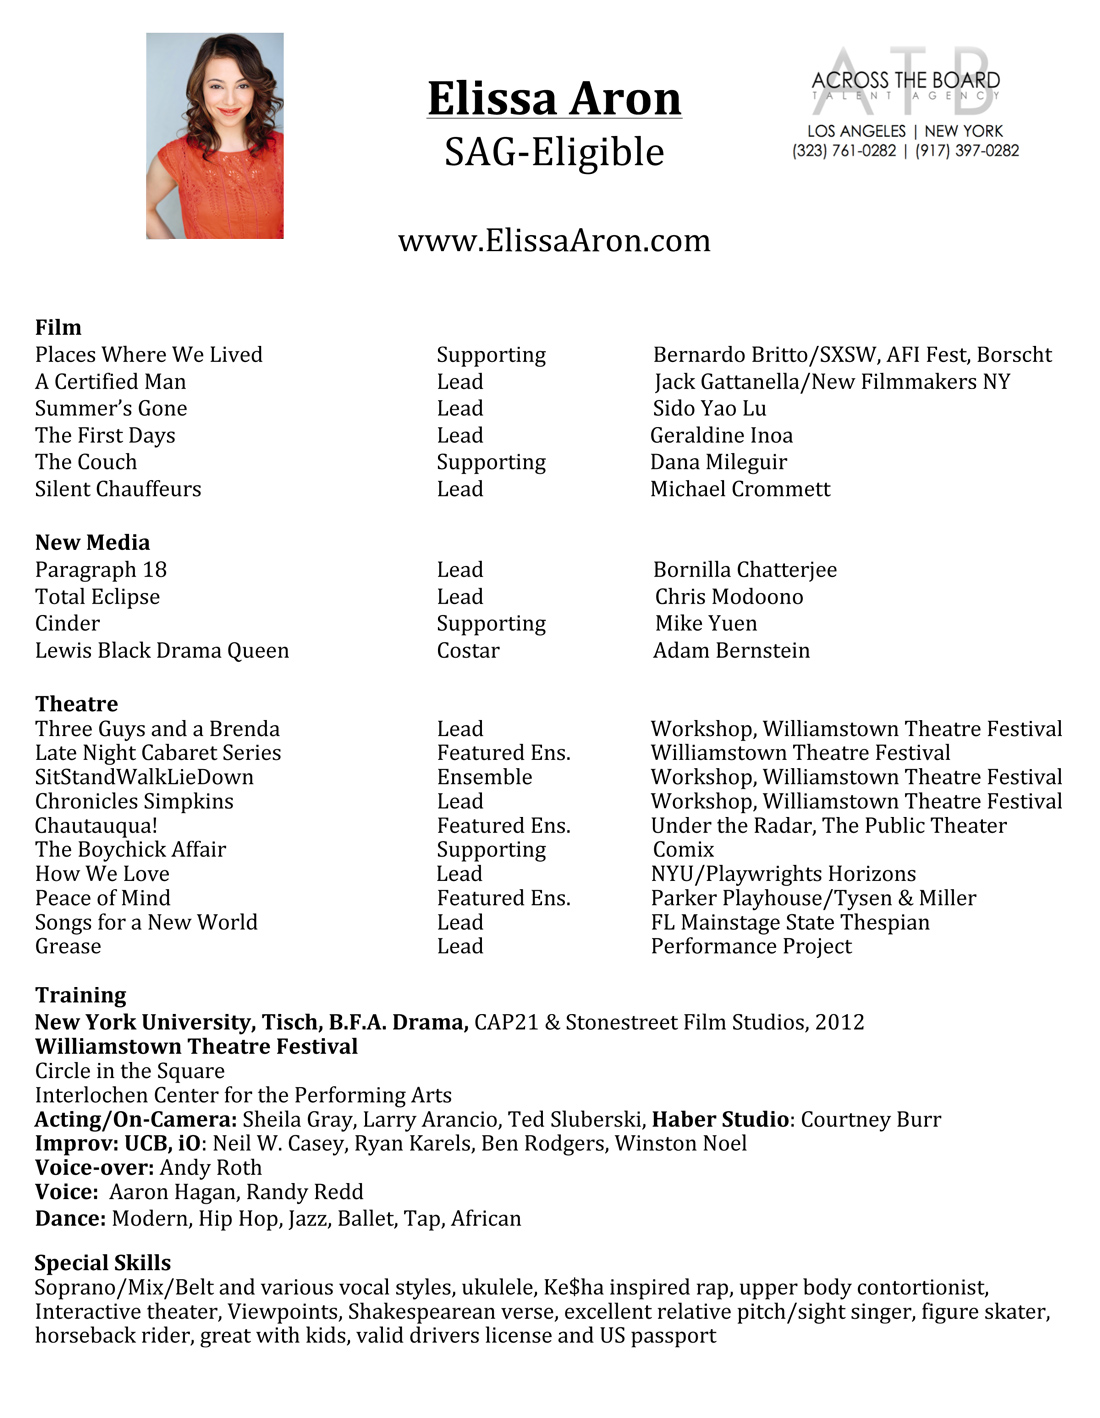 Elissa Aron
SAG-Eligible
www.ElissaAron.com
ATB
ACROSS THE BOARD
TALENT AGENCY
LOS ANGELES | NEW YORK
(323) 761-0282 | (917) 397-0282
Film
Places Where We Lived Supporting Bernardo Britto/SXSW, AFI Fest, Borscht
A Certified Man Lead Jack Gattanella/New Filmmakers NY
Summer’s Gone Lead Sido Yao Lu
The First Days Lead Geraldine Inoa
The Couch Supporting Dana Mileguir
Silent Chauffeurs Lead Michael Crommett
New Media
Paragraph 18 Lead Bornilla Chatterjee
Total Eclipse Lead Chris Modoono
Cinder Supporting Mike Yuen
Lewis Black Drama Queen Costar Adam Bernstein
Theatre
Three Guys and a Brenda Lead Workshop, Williamstown Theatre Festival
Late Night Cabaret Series Featured Ens. Williamstown Theatre Festival
SitStandWalkLieDown Ensemble Workshop, Williamstown Theatre Festival
Chronicles Simpkins Lead Workshop, Williamstown Theatre Festival
Chautauqua! Featured Ens. Under the Radar, The Public Theater
The Boychick Affair Supporting Comix
How We Love Lead NYU/Playwrights Horizons
Peace of Mind Featured Ens. Parker Playhouse/Tysen & Miller
Songs for a New World Lead FL Mainstage State Thespian
Grease Lead Performance Project
Training
New York University, Tisch, B.F.A. Drama, CAP21 & Stonestreet Film Studios, 2012
Williamstown Theatre Festival
Circle in the Square
Interlochen Center for the Performing Arts
Acting/On-Camera: Sheila Gray, Larry Arancio, Ted Sluberski, Haber Studio: Courtney Burr
Improv: UCB, iO: Neil W. Casey, Ryan Karels, Ben Rodgers, Winston Noel
Voice-over: Andy Roth
Voice: Aaron Hagan, Randy Redd
Dance: Modern, Hip Hop, Jazz, Ballet, Tap, African
Special Skills
Soprano/Mix/Belt and various vocal styles, ukulele, Ke$ha inspired rap, upper body contortionist,
Interactive theater, Viewpoints, Shakespearean verse, excellent relative pitch/sight singer, figure skater,
horseback rider, great with kids, valid drivers license and US passport